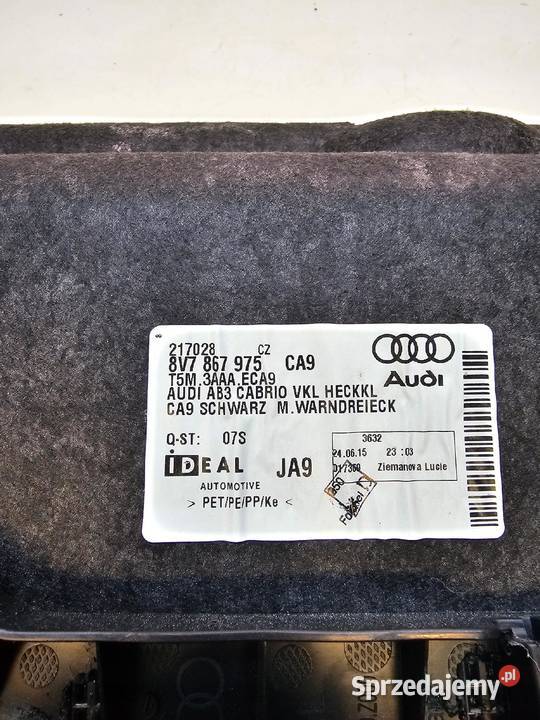 217028 CZ
8V7 867 975 CA9
T5M.3AAA.ECA9
AUDI AB3 CABRIO VKL HECKKL
CA9 SCHWARZ M.WARNDREIECK
Audi
Q-ST: 07S
3632
24.06.15 23:03
Ziemanova Lucie
IDEAL JA9
AUTOMOTIVE
> PET/PE/PP/Ke <
Sprzedajemy.pl